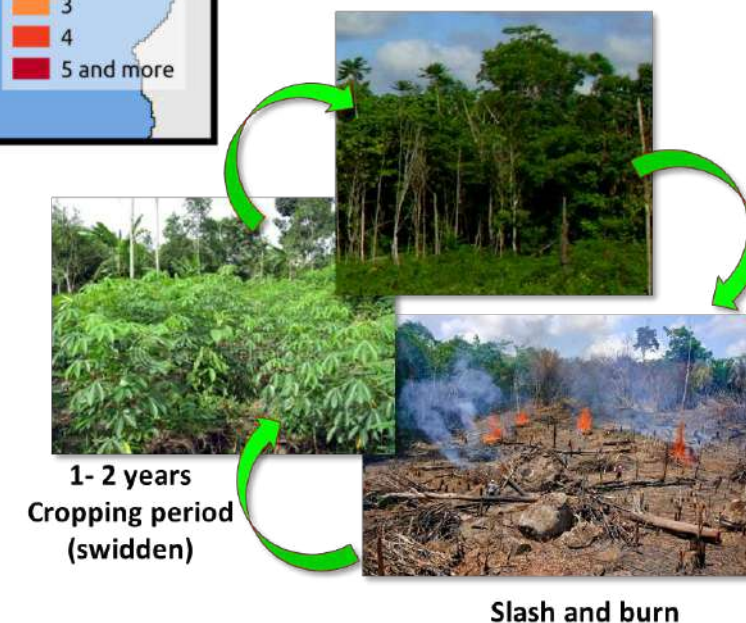 3
4
5 and more
1- 2 years
Cropping period
(swidden)
Slash and burn